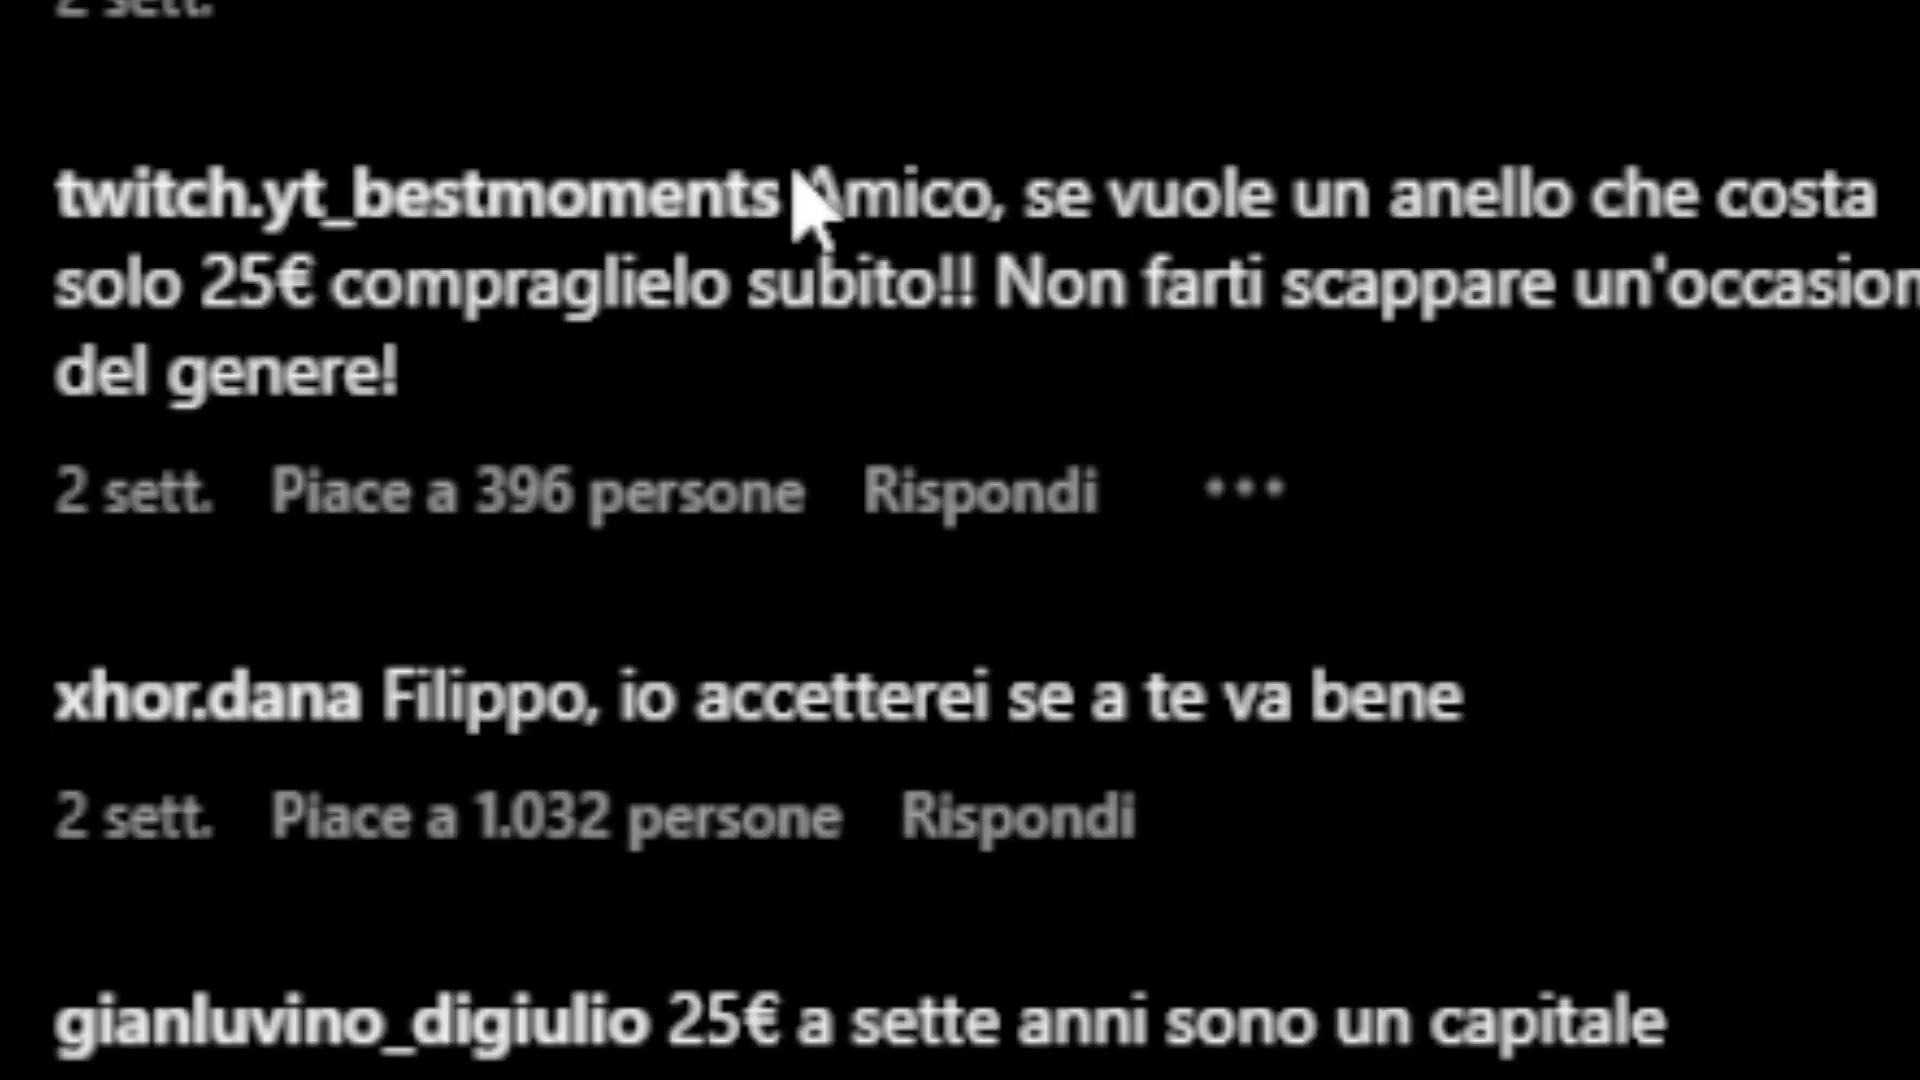 2 sett.
twitch.yt_bestmoments Amico, se vuole un anello che costa
solo 25€ compraglielo subito!! Non farti scappare un'occasion
del genere!
2 sett. Piace a 396 persone Rispondi •••
xhor.dana Filippo, io accetterei se a te va bene
2 sett. Piace a 1.032 persone Rispondi
gianluvino_digiulio 25€ a sette anni sono un capitale